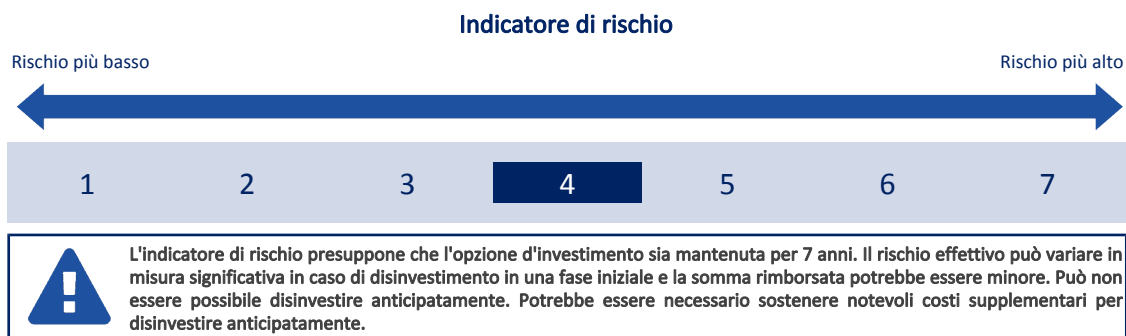 Indicatore di rischio
Rischio più basso
Rischio più alto
1 2 3 4 5 6 7
L'indicatore di rischio presuppone che l'opzione d'investimento sia mantenuta per 7 anni. Il rischio effettivo può variare in
misura significativa in caso di disinvestimento in una fase iniziale e la somma rimborsata potrebbe essere minore. Può non
essere possibile disinvestire anticipatamente. Potrebbe essere necessario sostenere notevoli costi supplementari per
disinvestire anticipatamente.